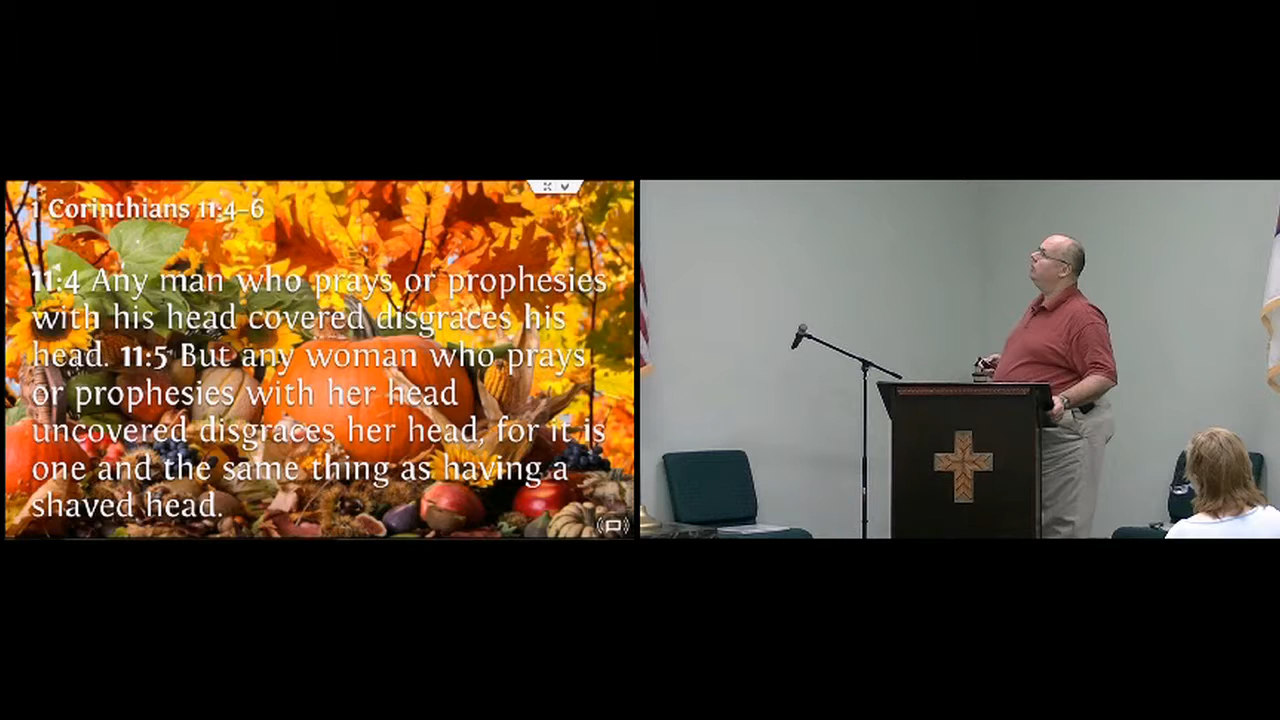 1 Corinthians 11:4-6
11:4 Any man who prays or prophesies
with his head covered disgraces his
head. 11:5 But any woman who prays
or prophesies with her head
uncovered disgraces her head, for it is
one and the same thing as having a
shaved head.